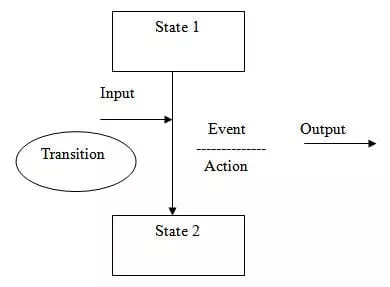 State 1
Input
Event
Output
Transition
Action
State 2